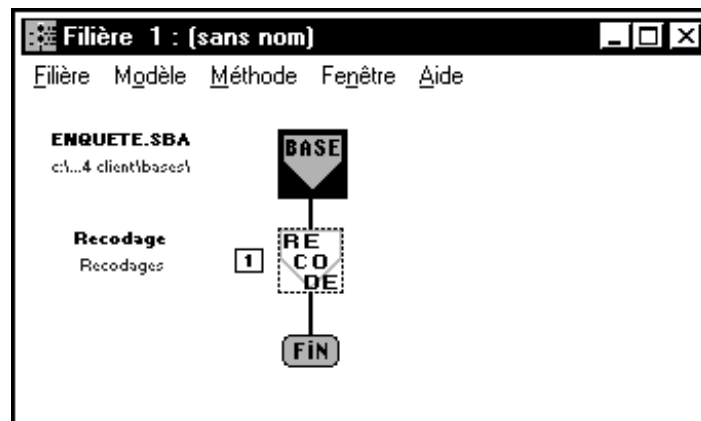 Filière 1 : (sans nom)
Filière Modèle Méthode Fenêtre Aide
ENQUETE.SBA
c:\...4 client\bases\
BASE
Recodage
Recodages
1
RE
CO
DE
FiN